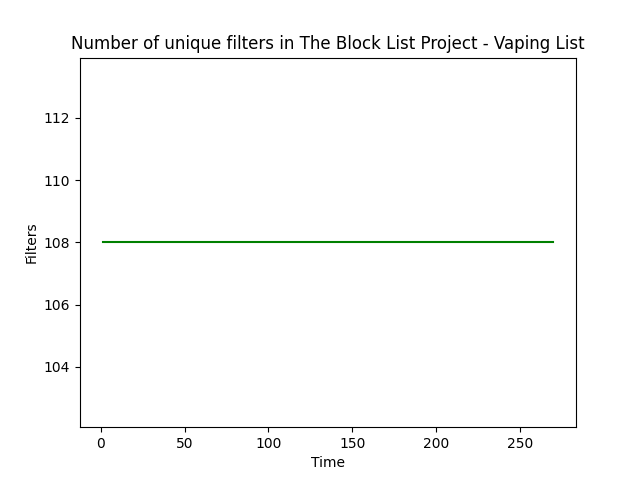 Number of unique filters in The Block List Project - Vaping List
112
110
108
106
104
Filters
0 50 100 150 200 250
Time